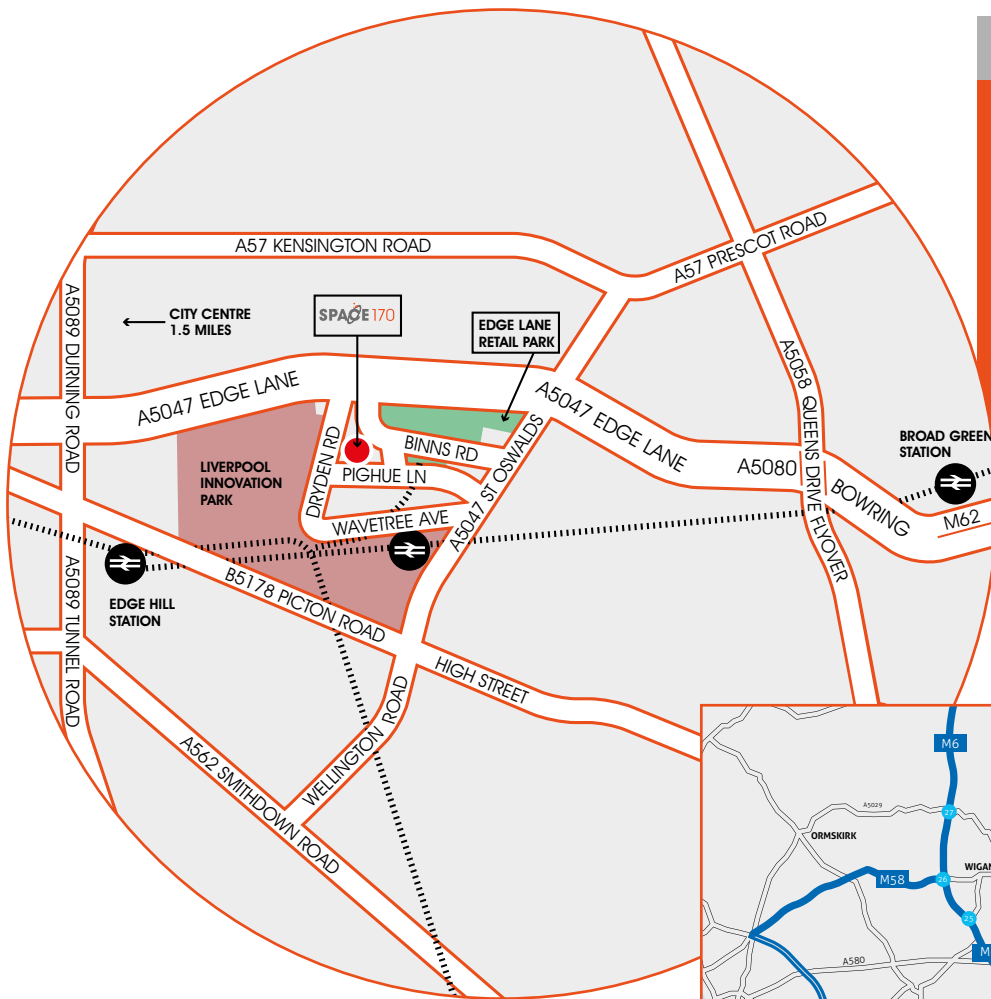 A57 KENSINGTON ROAD
A57 PRESCOT ROAD
A5089 DURNING ROAD
CITY CENTRE
1.5 MILES
SPACE 170
EDGE LANE
RETAIL PARK
A5058 QUEENS DRIVE FLYOVER
A5047 EDGE LANE
A5047 EDGE LANE
A5080
BOWRING
M62
BROAD GREEN
STATION
LIVERPOOL
INNOVATION
PARK
DRYDEN RD
BINNS RD
PIGHUE LN
WAVETREE AVE
A5047 ST OSWALDS
EDGE HILL
STATION
B5178 PICTON ROAD
HIGH STREET
A5089 TUNNEL ROAD
WELLINGTON ROAD
A562 SMITHDOWN ROAD
M6
A5029
27
ORMSKIRK
WIGAN
M58
26
25
A580
M